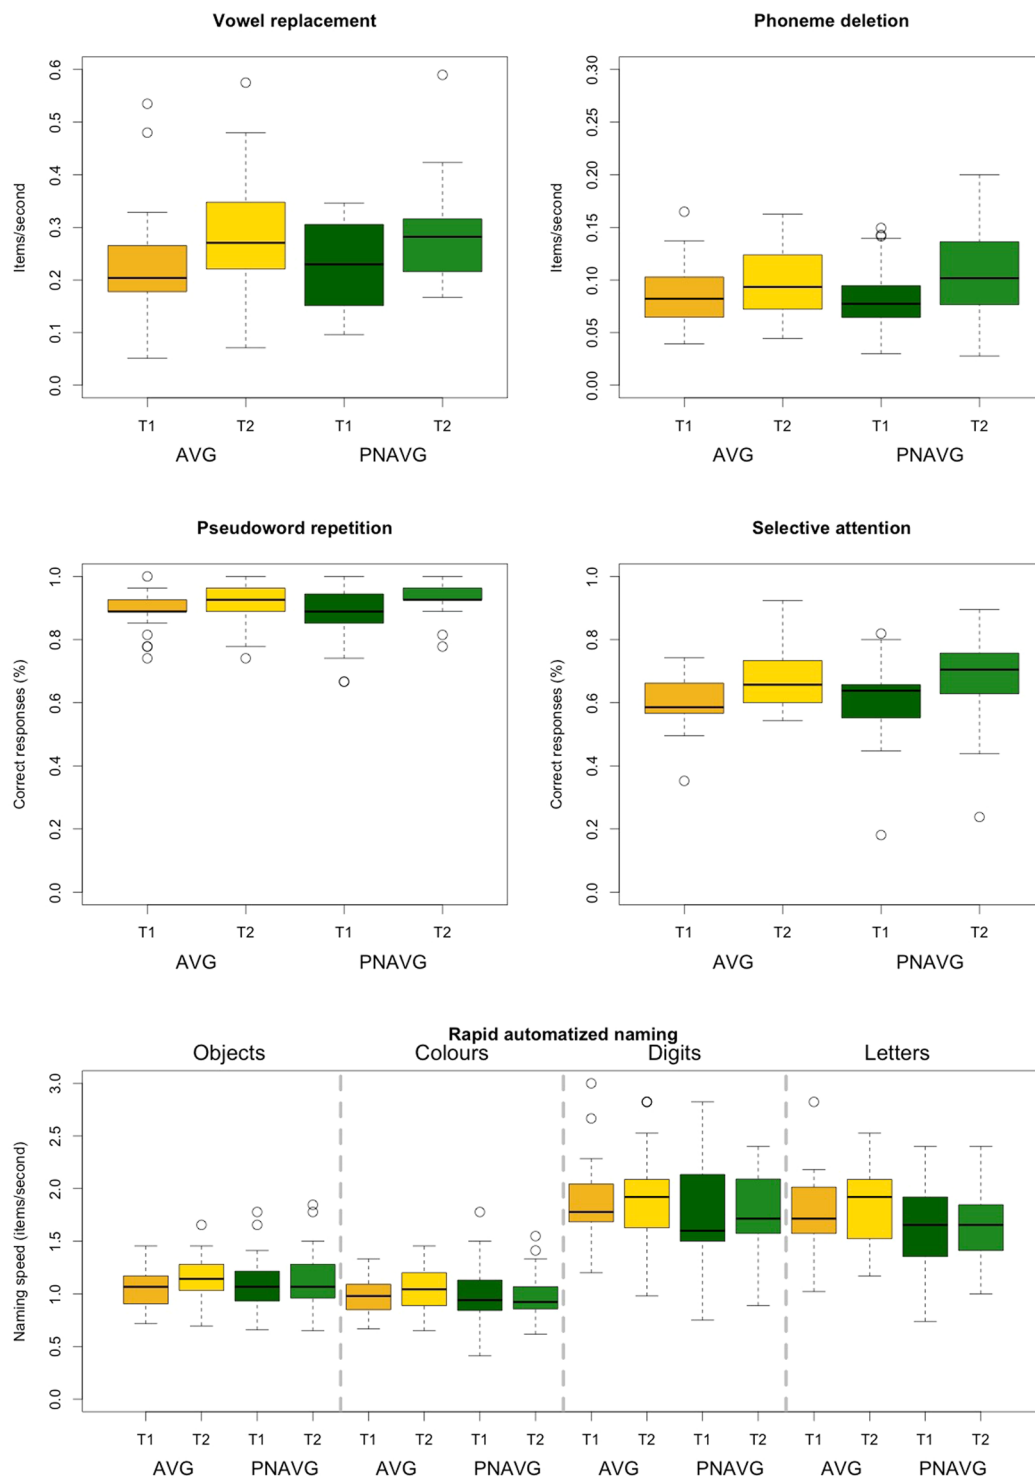 Vowel replacement
Phoneme deletion
Items/second
0.0 0.1 0.2 0.3 0.4 0.5 0.6
T1 T2 T1 T2
AVG PNAVG
Items/second
0.00 0.05 0.10 0.15 0.20 0.25 0.30
T1 T2 T1 T2
AVG PNAVG
Pseudoword repetition
Selective attention
Correct responses (%)
0.0 0.2 0.4 0.6 0.8 1.0
T1 T2 T1 T2
AVG PNAVG
Correct responses (%)
0.0 0.2 0.4 0.6 0.8 1.0
T1 T2 T1 T2
AVG PNAVG
Rapid automatized naming
Objects Colours Digits Letters
Naming speed (items/second)
0.0 0.5 1.0 1.5 2.0 2.5 3.0
T1 T2 T1 T2 T1 T2 T1 T2 T1 T2 T1 T2 T1 T2 T1 T2
AVG PNAVG AVG PNAVG AVG PNAVG AVG PNAVG